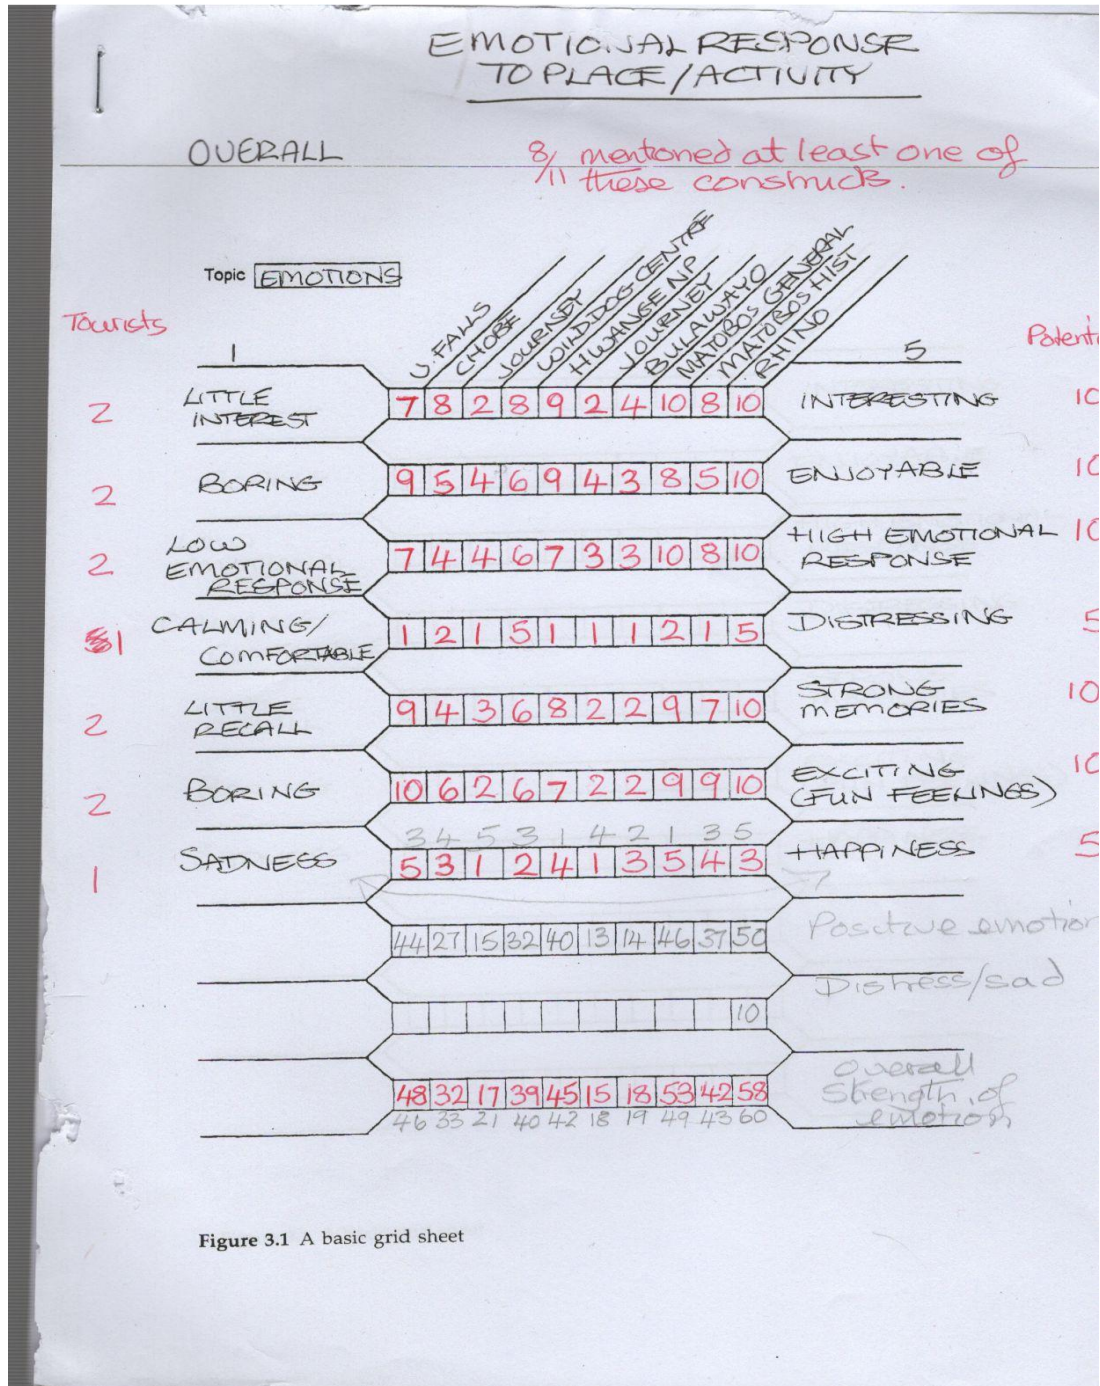 EMOTIONAL RESPONSE
TO PLACE/ACTIVITY
OVERALL
8/11 mentoned at least one of
these constructs.
Topic EMOTIONS
V. FALLS
CHOBE
JOURNEY
WILD DOG CENTRE
HWANGE NP
JOURNEY
BULAWAYO
MATOBOS GENERAL
MATOBOS HIST
RHINO
Tourists
1
5
Potenti
2 LITTLE INTEREST 7 8 2 8 9 2 4 10 8 10 INTERESTING 10
2 BORING 9 5 4 6 9 4 3 8 5 10 ENJOYABLE 10
2 LOW EMOTIONAL RESPONSE 7 4 4 6 7 3 3 10 8 10 HIGH EMOTIONAL RESPONSE 10
1 CALMING/ COMFORTABLE 1 2 1 5 1 1 1 2 1 5 DISTRESSING 5
2 LITTLE RECALL 9 4 3 6 8 2 2 9 7 10 STRONG MEMORIES 10
2 BORING 10 6 2 6 7 2 2 9 9 10 EXCITING (FUN FEELINGS) 10
3 4 5 3 1 4 2 1 3 5
1 SADNESS 5 3 1 2 4 1 3 5 4 3 HAPPINESS 5
44 27 15 32 40 13 14 46 37 50 Positive emotion
10 Distress/sad
48 32 17 39 45 15 18 53 42 58 Overall Strength of emotion
46 33 21 40 42 18 19 49 43 60
Figure 3.1 A basic grid sheet